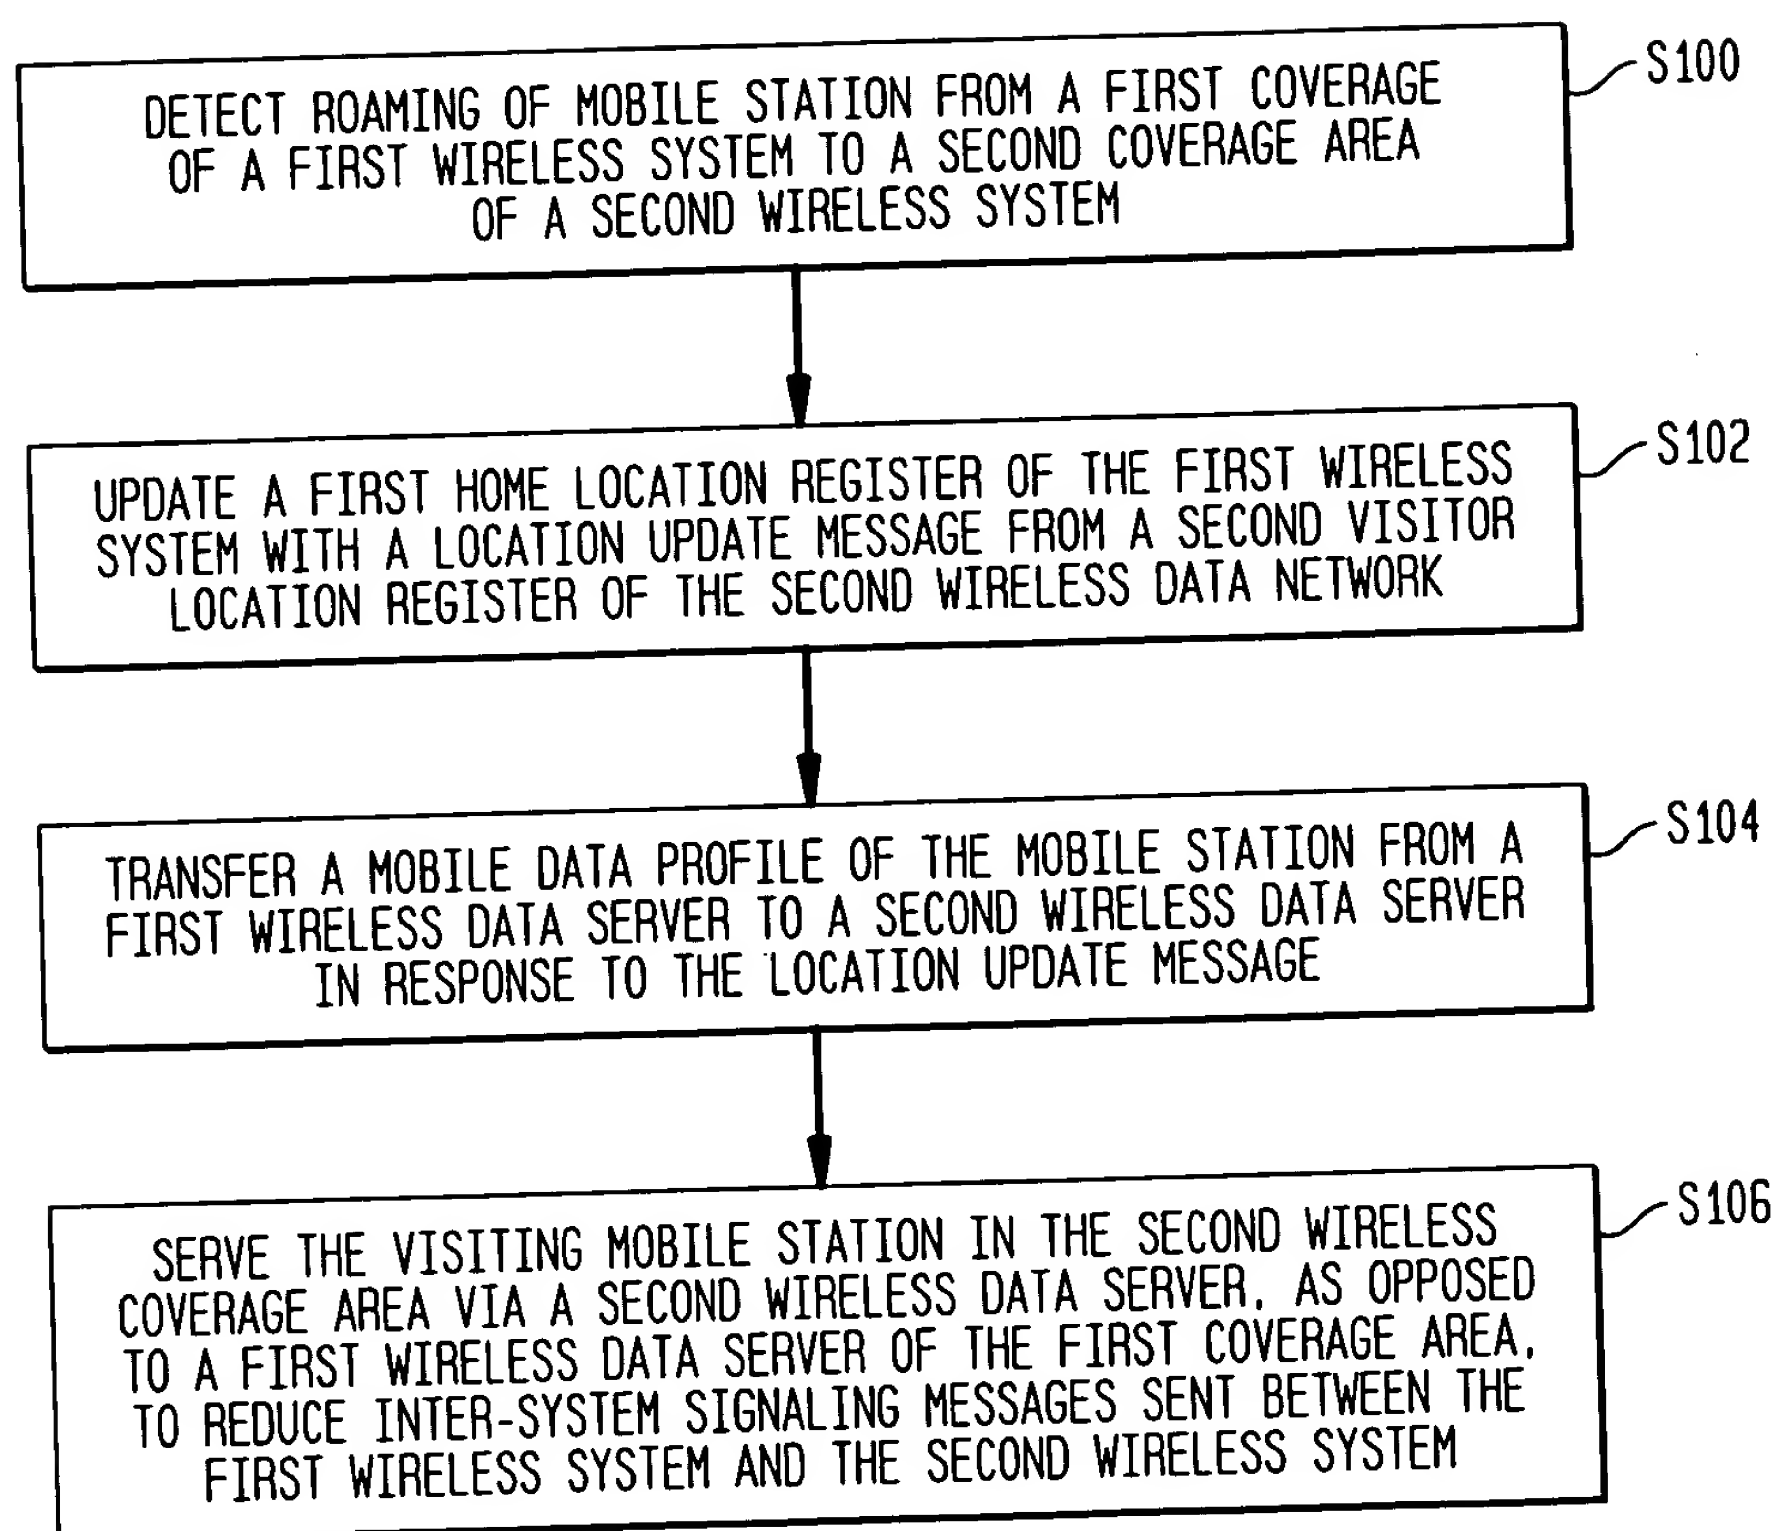 S100
DETECT ROAMING OF MOBILE STATION FROM A FIRST COVERAGE
OF A FIRST WIRELESS SYSTEM TO A SECOND COVERAGE AREA
OF A SECOND WIRELESS SYSTEM
S102
UPDATE A FIRST HOME LOCATION REGISTER OF THE FIRST WIRELESS
SYSTEM WITH A LOCATION UPDATE MESSAGE FROM A SECOND VISITOR
LOCATION REGISTER OF THE SECOND WIRELESS DATA NETWORK
S104
TRANSFER A MOBILE DATA PROFILE OF THE MOBILE STATION FROM A
FIRST WIRELESS DATA SERVER TO A SECOND WIRELESS DATA SERVER
IN RESPONSE TO THE LOCATION UPDATE MESSAGE
S106
SERVE THE VISITING MOBILE STATION IN THE SECOND WIRELESS
COVERAGE AREA VIA A SECOND WIRELESS DATA SERVER, AS OPPOSED
TO A FIRST WIRELESS DATA SERVER OF THE FIRST COVERAGE AREA,
TO REDUCE INTER-SYSTEM SIGNALING MESSAGES SENT BETWEEN THE
FIRST WIRELESS SYSTEM AND THE SECOND WIRELESS SYSTEM